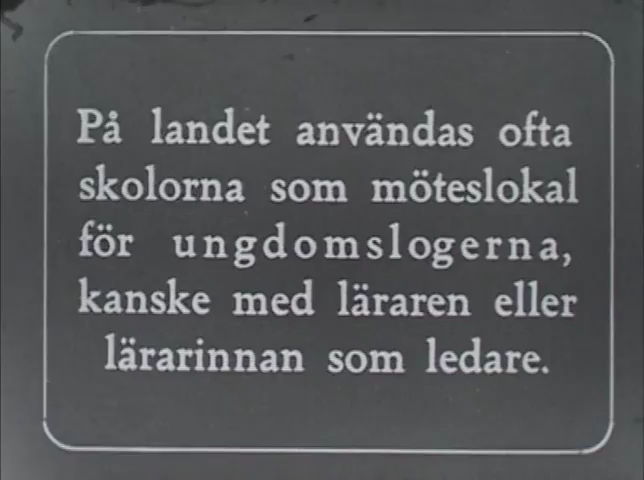 På landet användas ofta
skolorna som möteslokal
för ungdomslogerna,
kanske med läraren eller
lärarinnan som ledare.